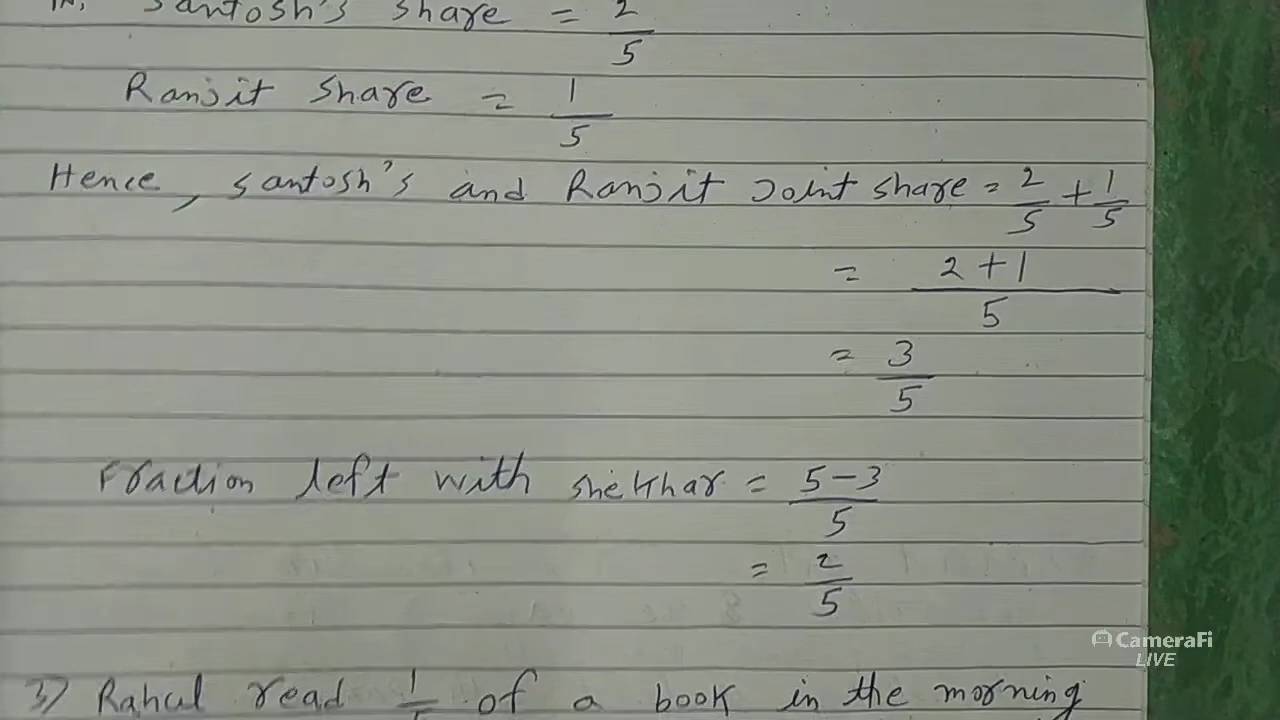 Santosh's share = 2/5
Ranjit share = 1/5
Hence, santosh's and Ranjit Joint share = 2/5 + 1/5
= 2+1/5
= 3/5
Fraction left with shekhar = 5-3/5
= 2/5
CameraFi
LIVE
3) Rahul read 1/5 of a book in the morning